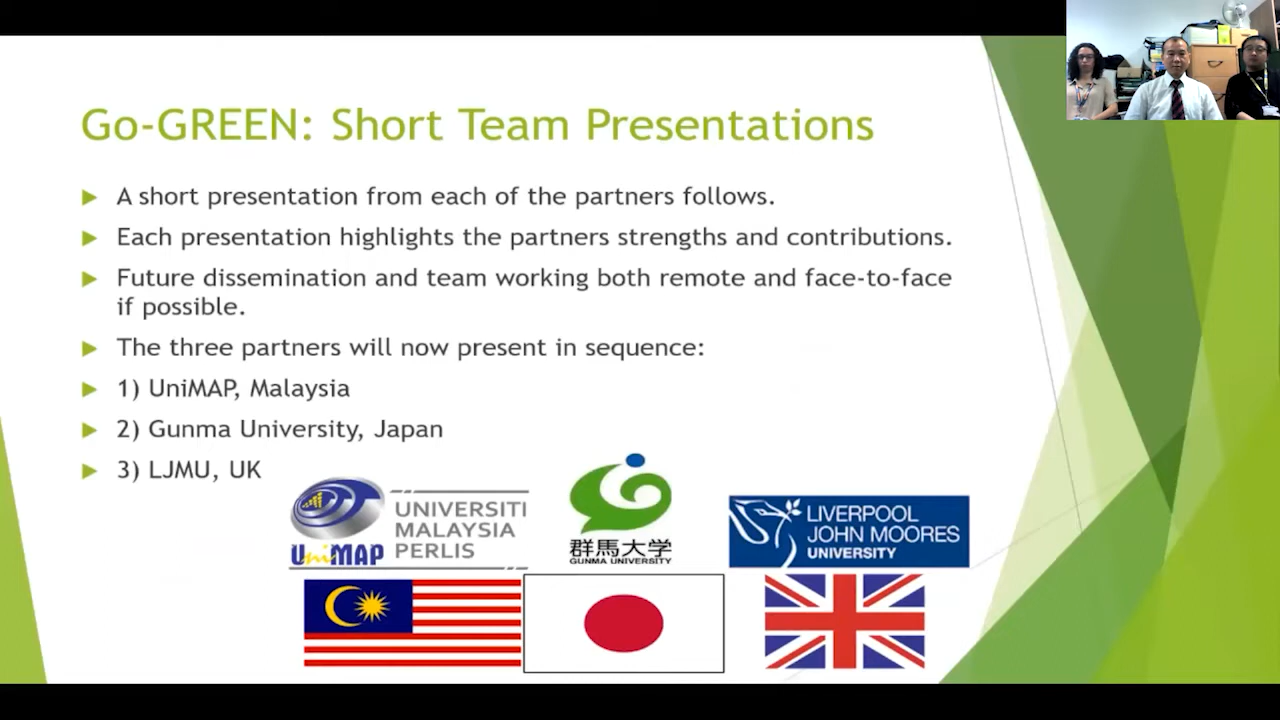 Go-GREEN: Short Team Presentations
A short presentation from each of the partners follows.
Each presentation highlights the partners strengths and contributions.
Future dissemination and team working both remote and face-to-face
if possible.
The three partners will now present in sequence:
1) UniMAP, Malaysia
2) Gunma University, Japan
3) LJMU, UK
UniMAP
UNIVERSITI
MALAYSIA
PERLIS
群馬大学
GUNMA UNIVERSITY
LIVERPOOL
JOHN MOORES
UNIVERSITY